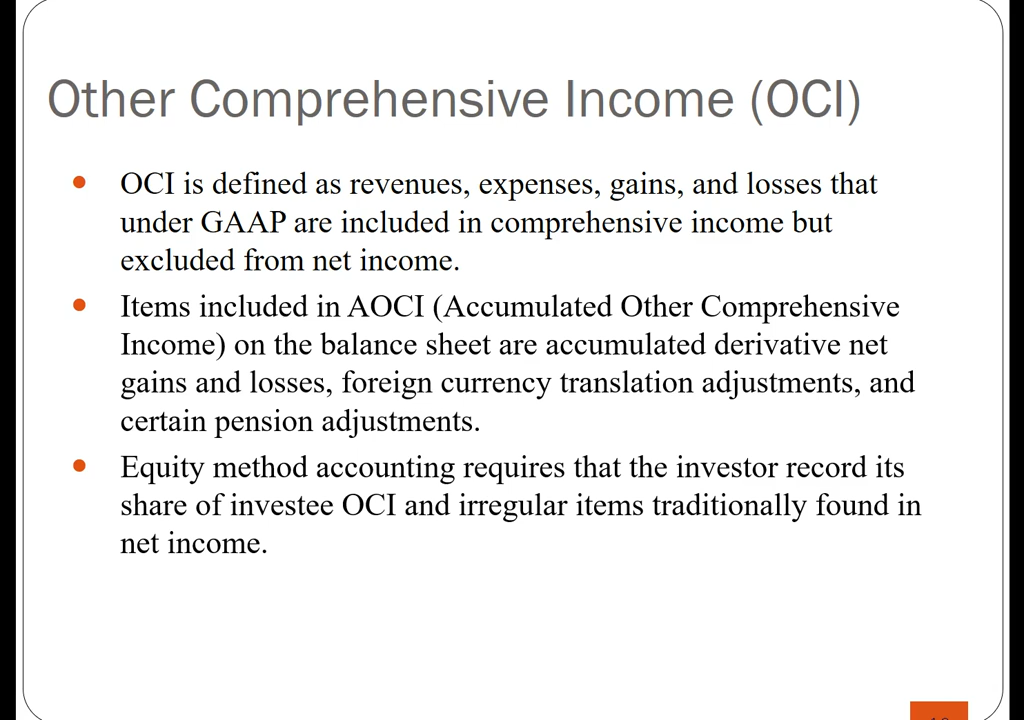 Other Comprehensive Income (OCI)
OCI is defined as revenues, expenses, gains, and losses that
under GAAP are included in comprehensive income but
excluded from net income.
Items included in AOCI (Accumulated Other Comprehensive
Income) on the balance sheet are accumulated derivative net
gains and losses, foreign currency translation adjustments, and
certain pension adjustments.
Equity method accounting requires that the investor record its
share of investee OCI and irregular items traditionally found in
net income.